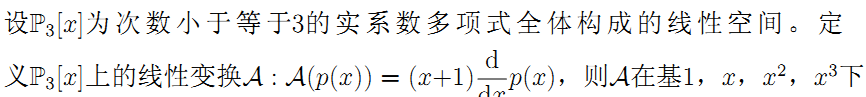 设ℙ₃[x]为次数小于等于3的实系数多项式全体构成的线性空间。定
义ℙ₃[x]上的线性变换𝒜 : 𝒜(p(x)) = (x+1) d/dx p(x)，则𝒜在基1，x，x²，x³下